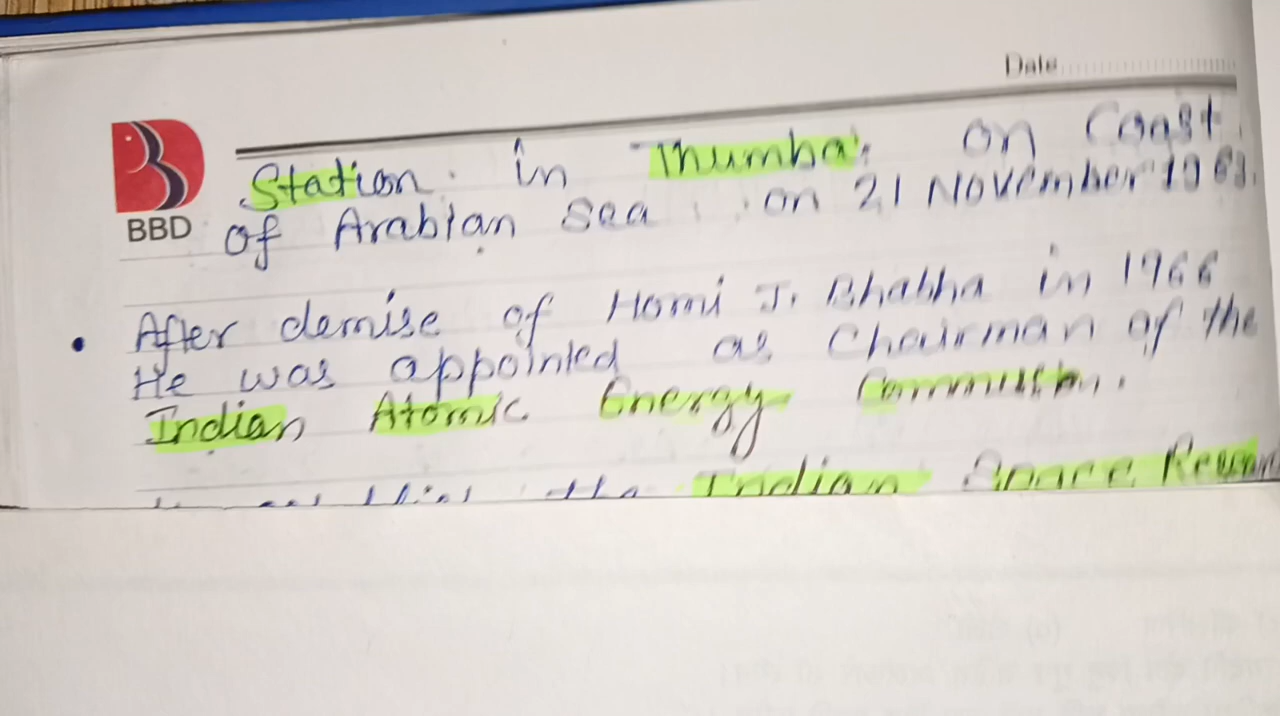 Date
BBD
Station in Thumba, on Coast
of Arabian Sea on 21 November 1963.
• After demise of Homi J. Bhabha in 1966
He was appointed as Chairman of the
Indian Atomic Energy Commission.
the Indian Space